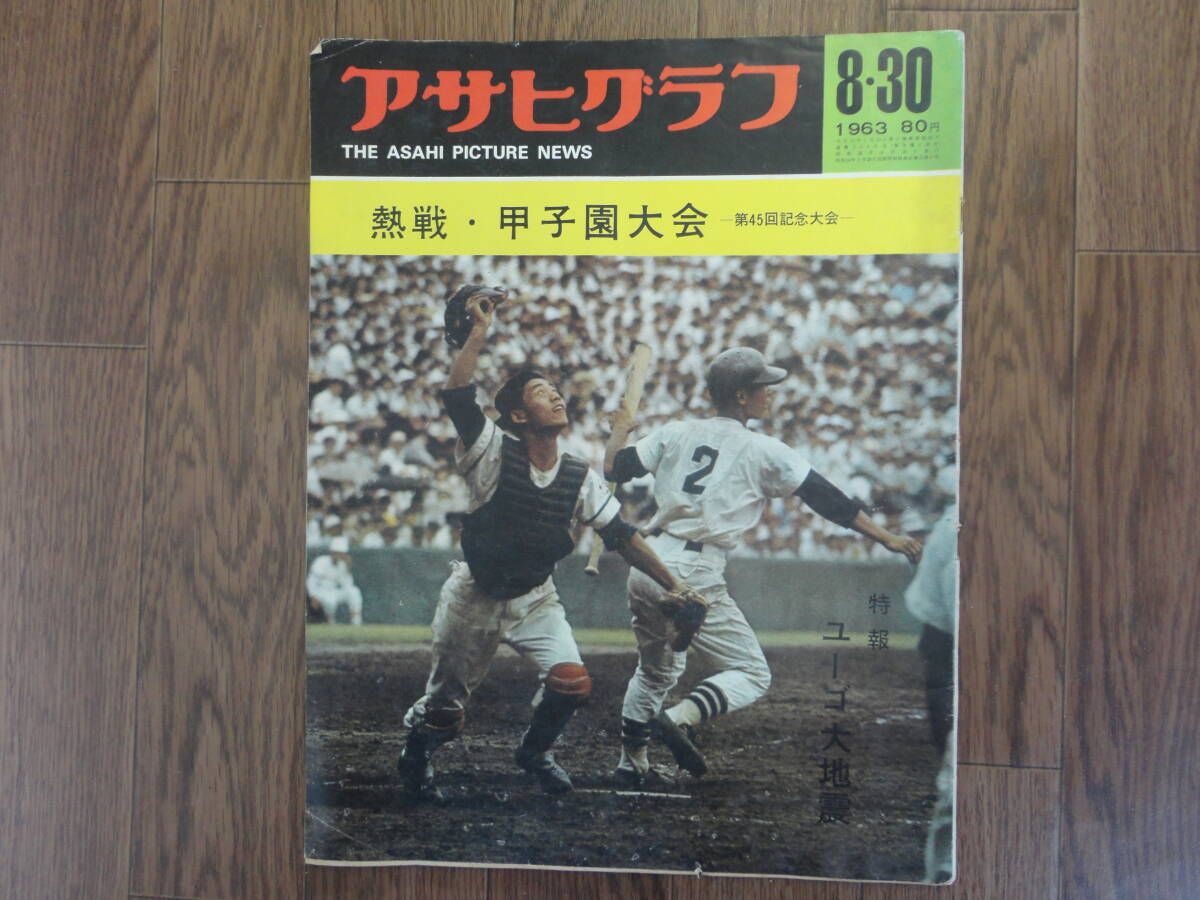 アサヒグラフ
THE ASAHI PICTURE NEWS
8・30
1963 80円
熱戦・甲子園大会 ―第45回記念大会―
2
特報
ユーゴ大地震